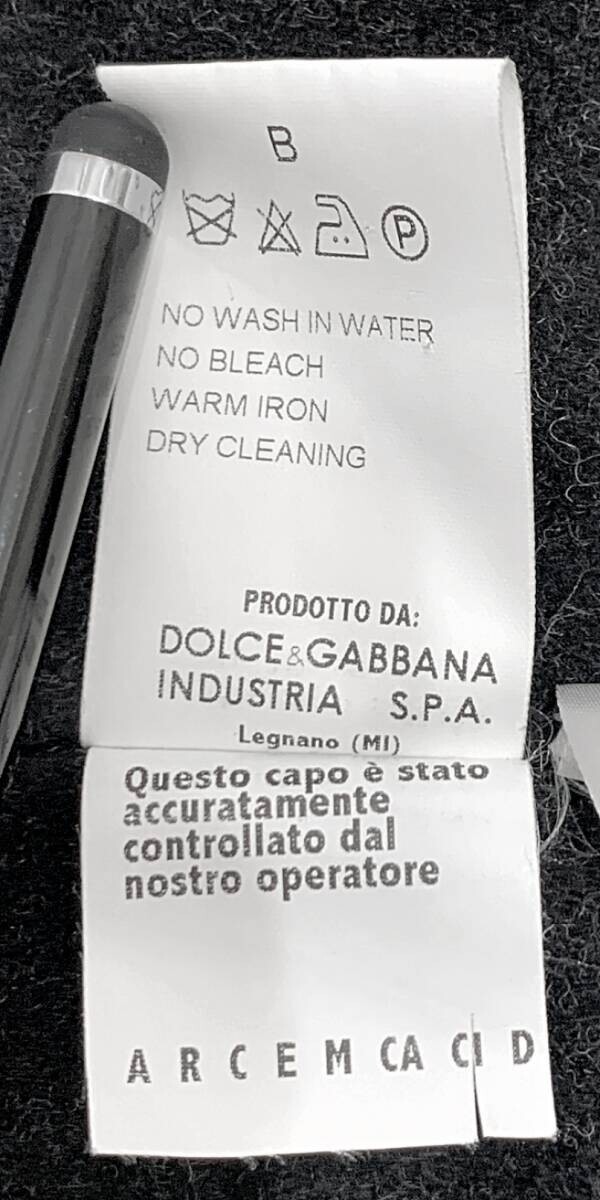 B
P
NO WASH IN WATER
NO BLEACH
WARM IRON
DRY CLEANING
PRODOTTO DA:
DOLCE&GABBANA
INDUSTRIA S.P.A.
Legnano (MI)
Questo capo è stato
accuratamente
controllato dal
nostro operatore
A R C E M CA CI D